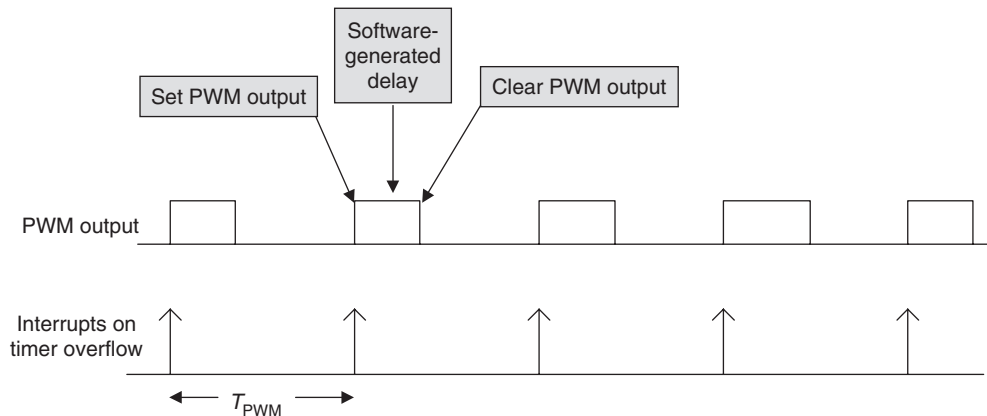 Software-
generated
delay
Set PWM output
Clear PWM output
PWM output
Interrupts on
timer overflow
TPWM